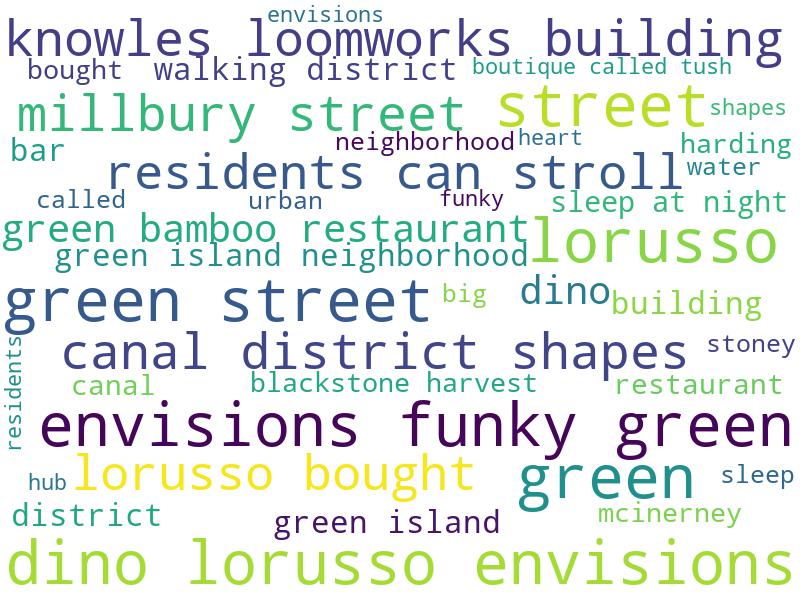 envisions
knowles loomworks building
bought walking district boutique called tush
millbury street street shapes
bar neighborhood heart harding
residents can stroll water
called urban funky sleep at night
green bamboo restaurant lorusso
green island neighborhood
green street big dino building
canal district shapes stoney
residents
canal blackstone harvest restaurant
envisions funky green
hub lorusso bought green sleep
district green island mcinerney
dino lorusso envisions